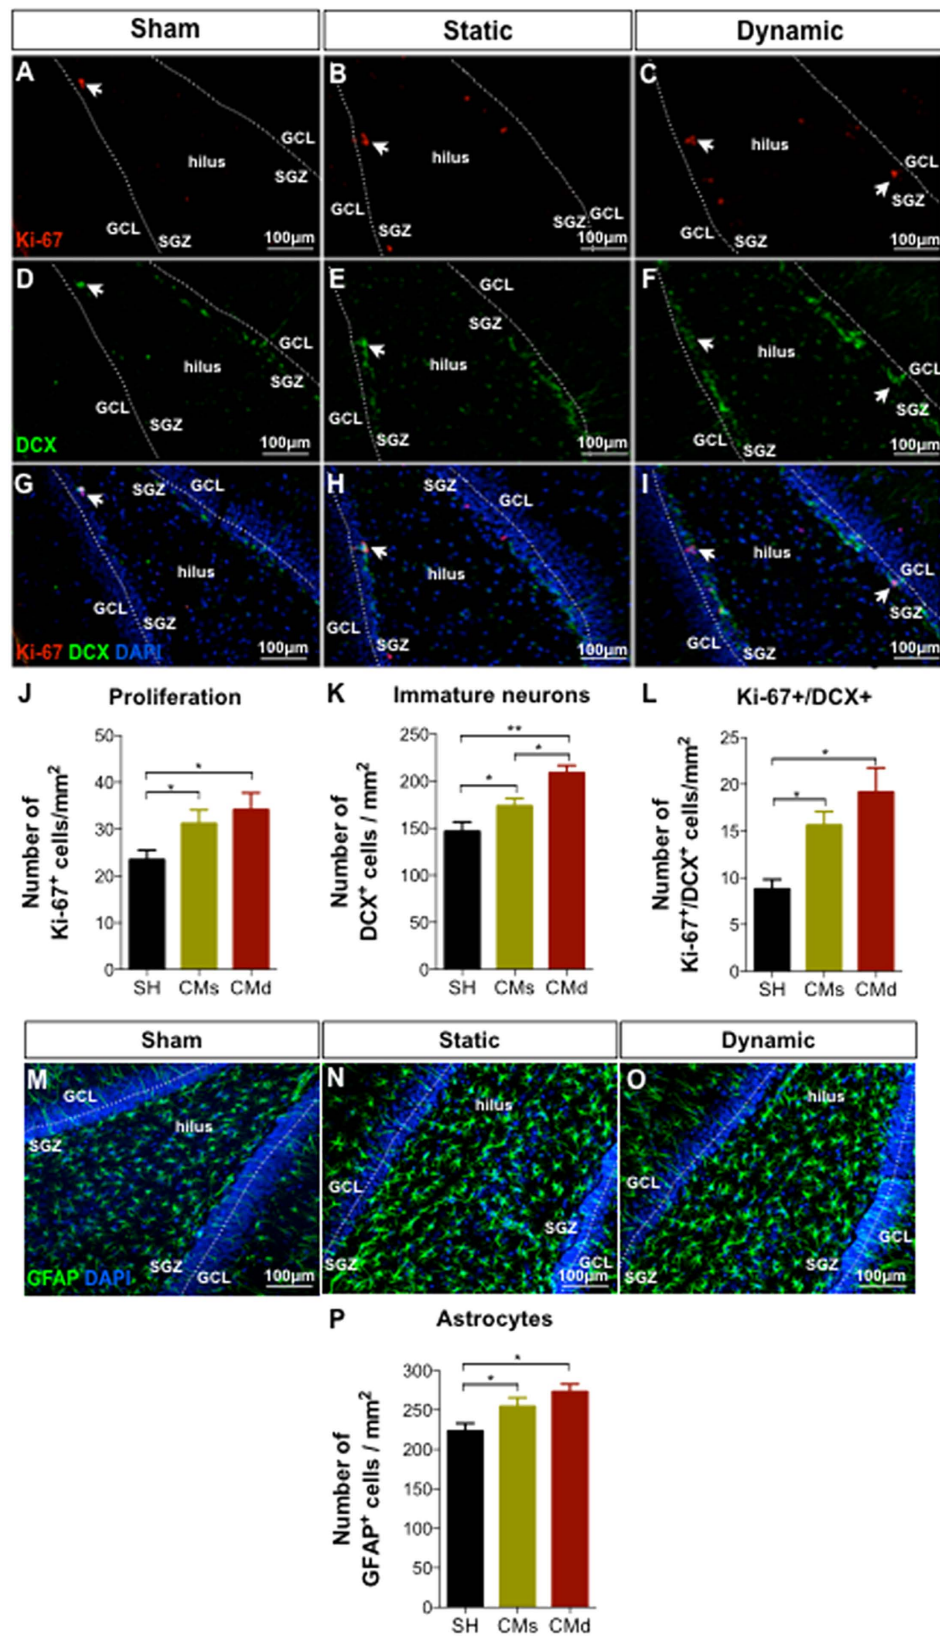 Sham Static Dynamic
A B C
GCL hilus SGZ GCL SGZ
hilus GCL SGZ SGZ GCL
hilus GCL SGZ GCL SGZ
Ki-67 100µm 100µm 100µm
D E F
GCL hilus SGZ GCL SGZ
GCL SGZ hilus GCL SGZ
hilus GCL SGZ GCL SGZ
DCX 100µm 100µm 100µm
G H I
SGZ GCL hilus GCL SGZ
SGZ GCL hilus GCL SGZ
hilus GCL SGZ GCL SGZ
Ki-67 DCX DAPI 100µm 100µm 100µm
J Proliferation
Number of
Ki-67⁺ cells/mm²
50
40
30
20
10
0
* *
SH CMs CMd
K Immature neurons
Number of
DCX⁺ cells / mm²
250
200
150
100
50
0
** * *
SH CMs CMd
L Ki-67+/DCX+
Number of
Ki-67⁺/DCX⁺ cells/mm²
25
20
15
10
5
0
* *
SH CMs CMd
Sham Static Dynamic
M N O
GCL hilus SGZ SGZ GCL
hilus GCL SGZ SGZ GCL
hilus GCL GCL SGZ SGZ
GFAP DAPI 100µm 100µm 100µm
P Astrocytes
Number of
GFAP⁺ cells / mm²
300
250
200
150
100
50
0
* *
SH CMs CMd